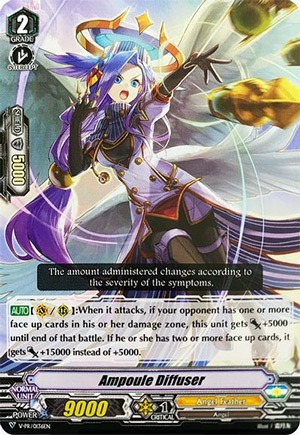 2
GRADE
INTERCEPT
SHIELD 5000
The amount administered changes according to
the severity of the symptoms.
AUTO [ / ]:When it attacks, if your opponent has one or more
face up cards in his or her damage zone, this unit gets +5000
until end of that battle. If he or she has two or more face up cards, it
gets +15000 instead of +5000.
Ampoule Diffuser
NORMAL
UNIT
POWER 9000
1
CRITICAL
Angel Feather
Angel
V-PR/0136EN